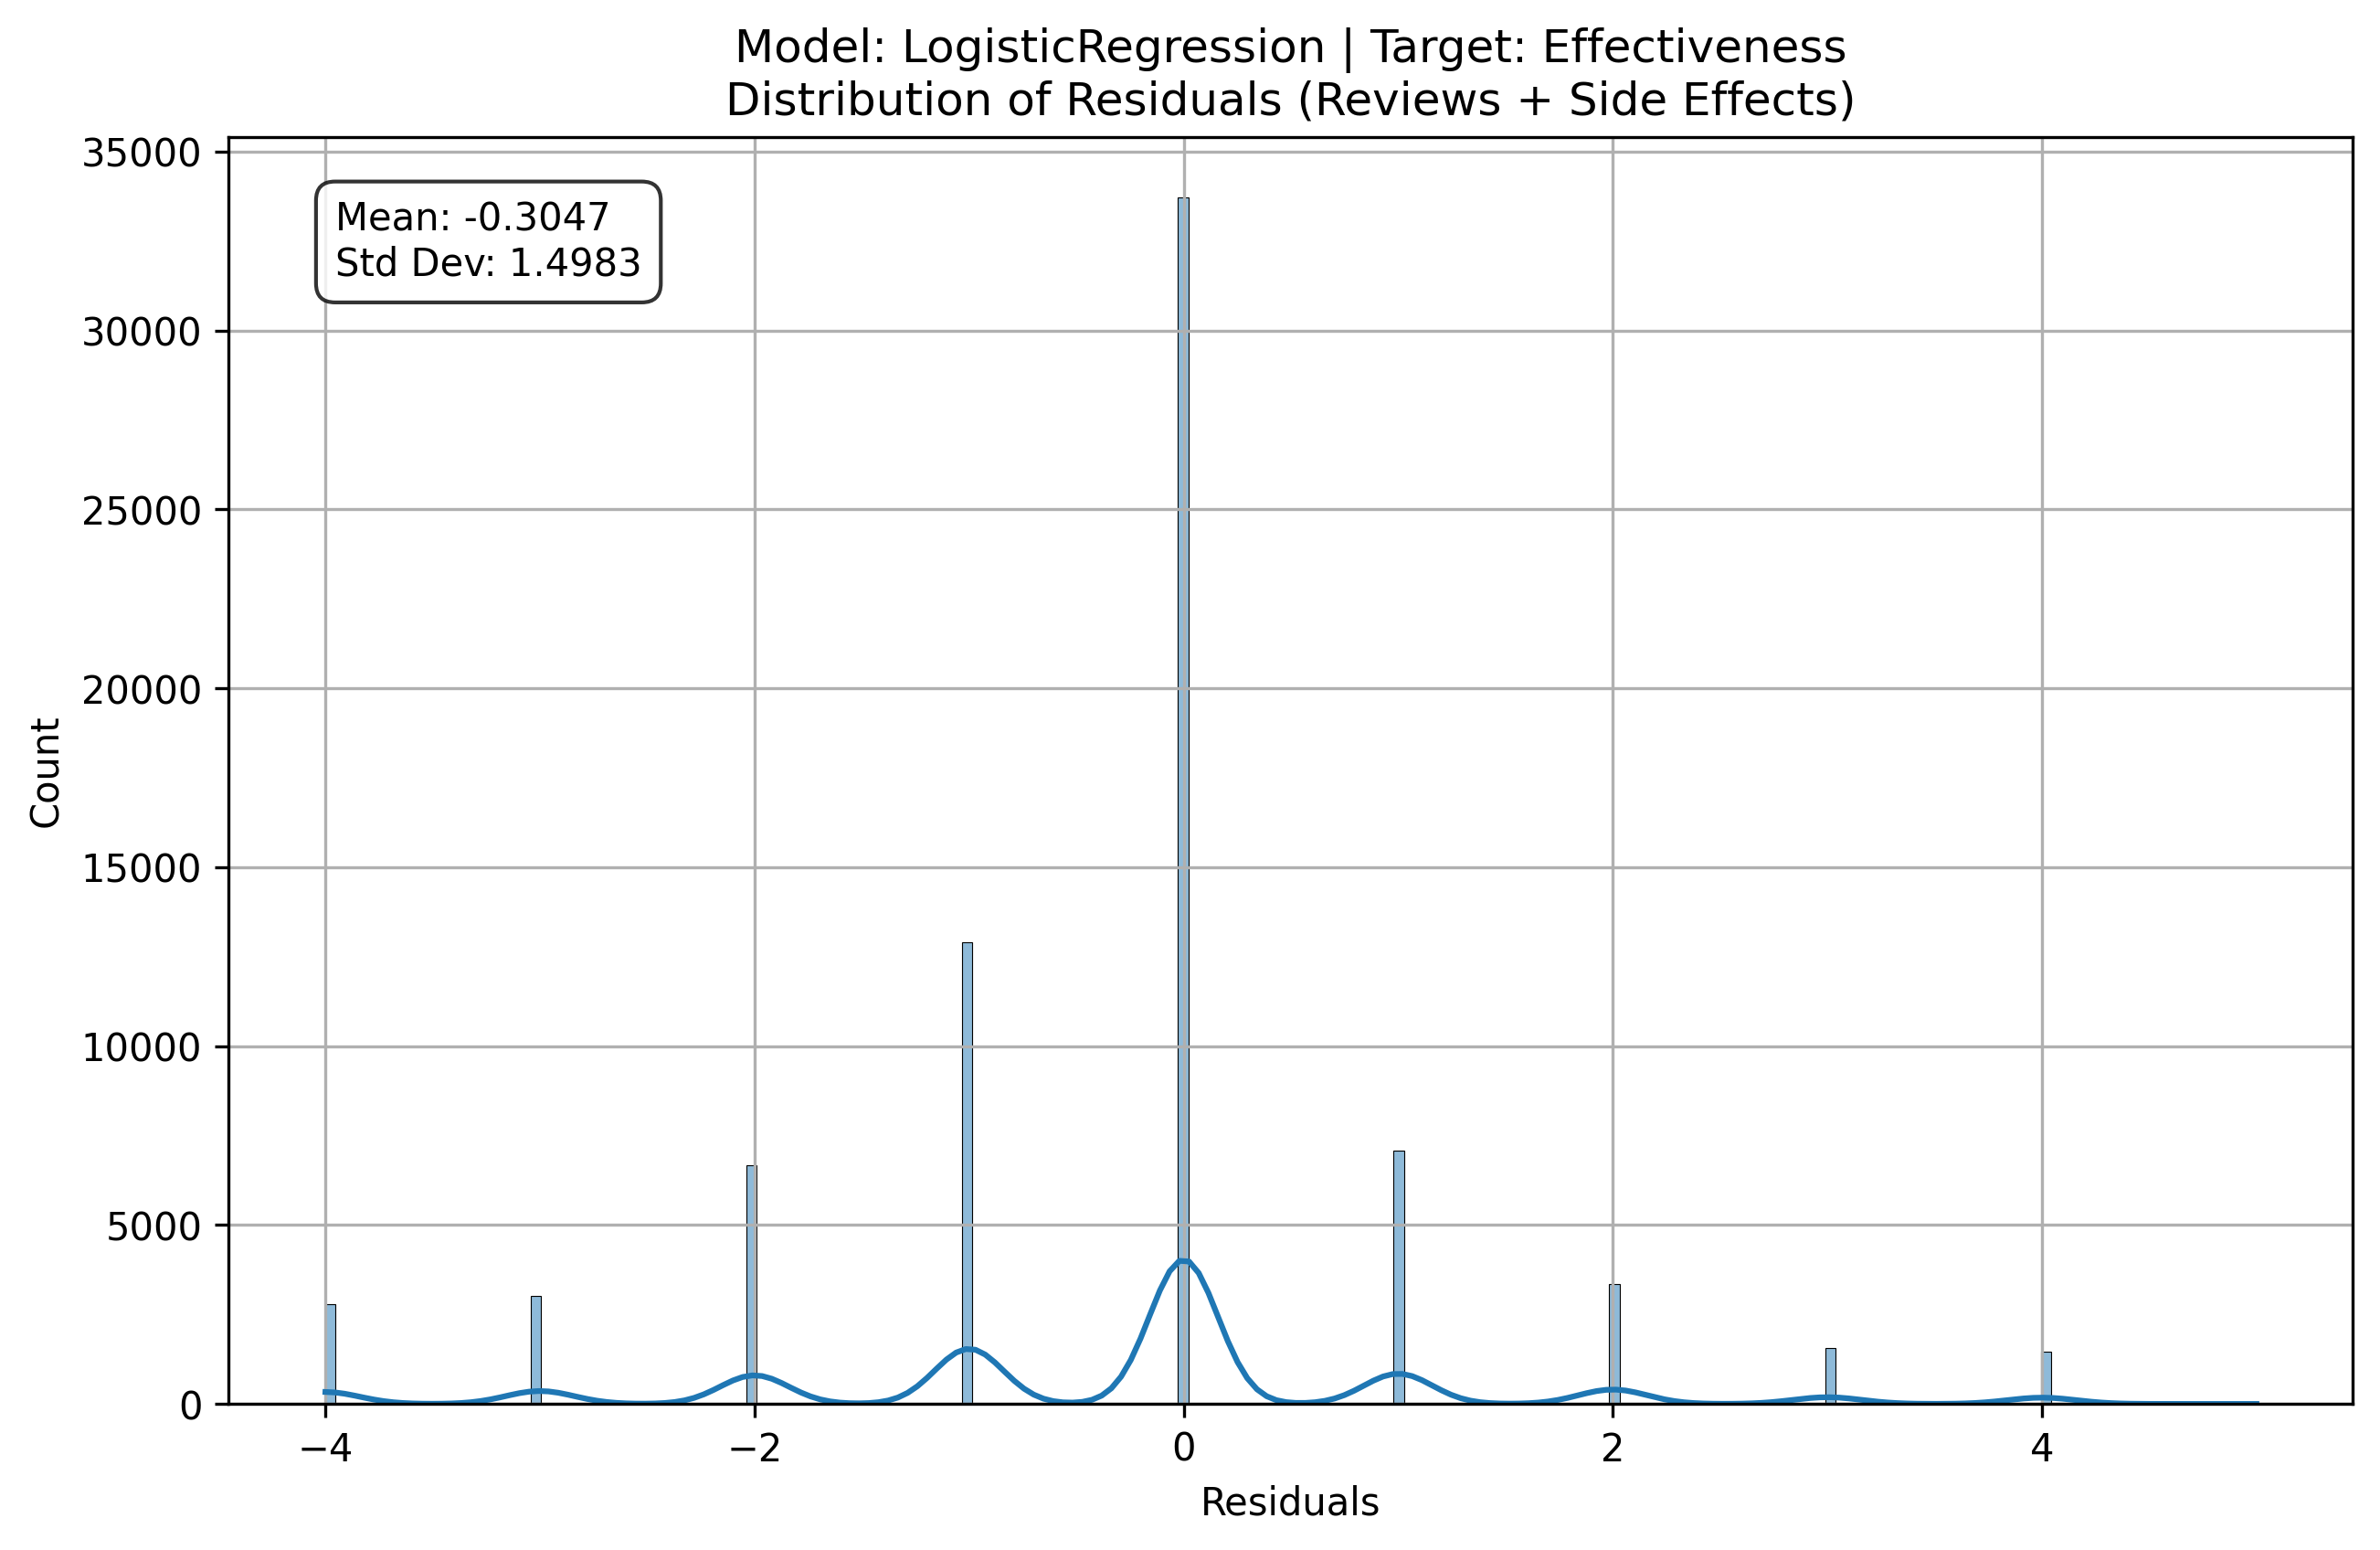 Model: LogisticRegression | Target: Effectiveness
Distribution of Residuals (Reviews + Side Effects)
Mean: -0.3047
Std Dev: 1.4983
35000
30000
25000
20000
15000
10000
5000
0
Count
−4
−2
0
2
4
Residuals